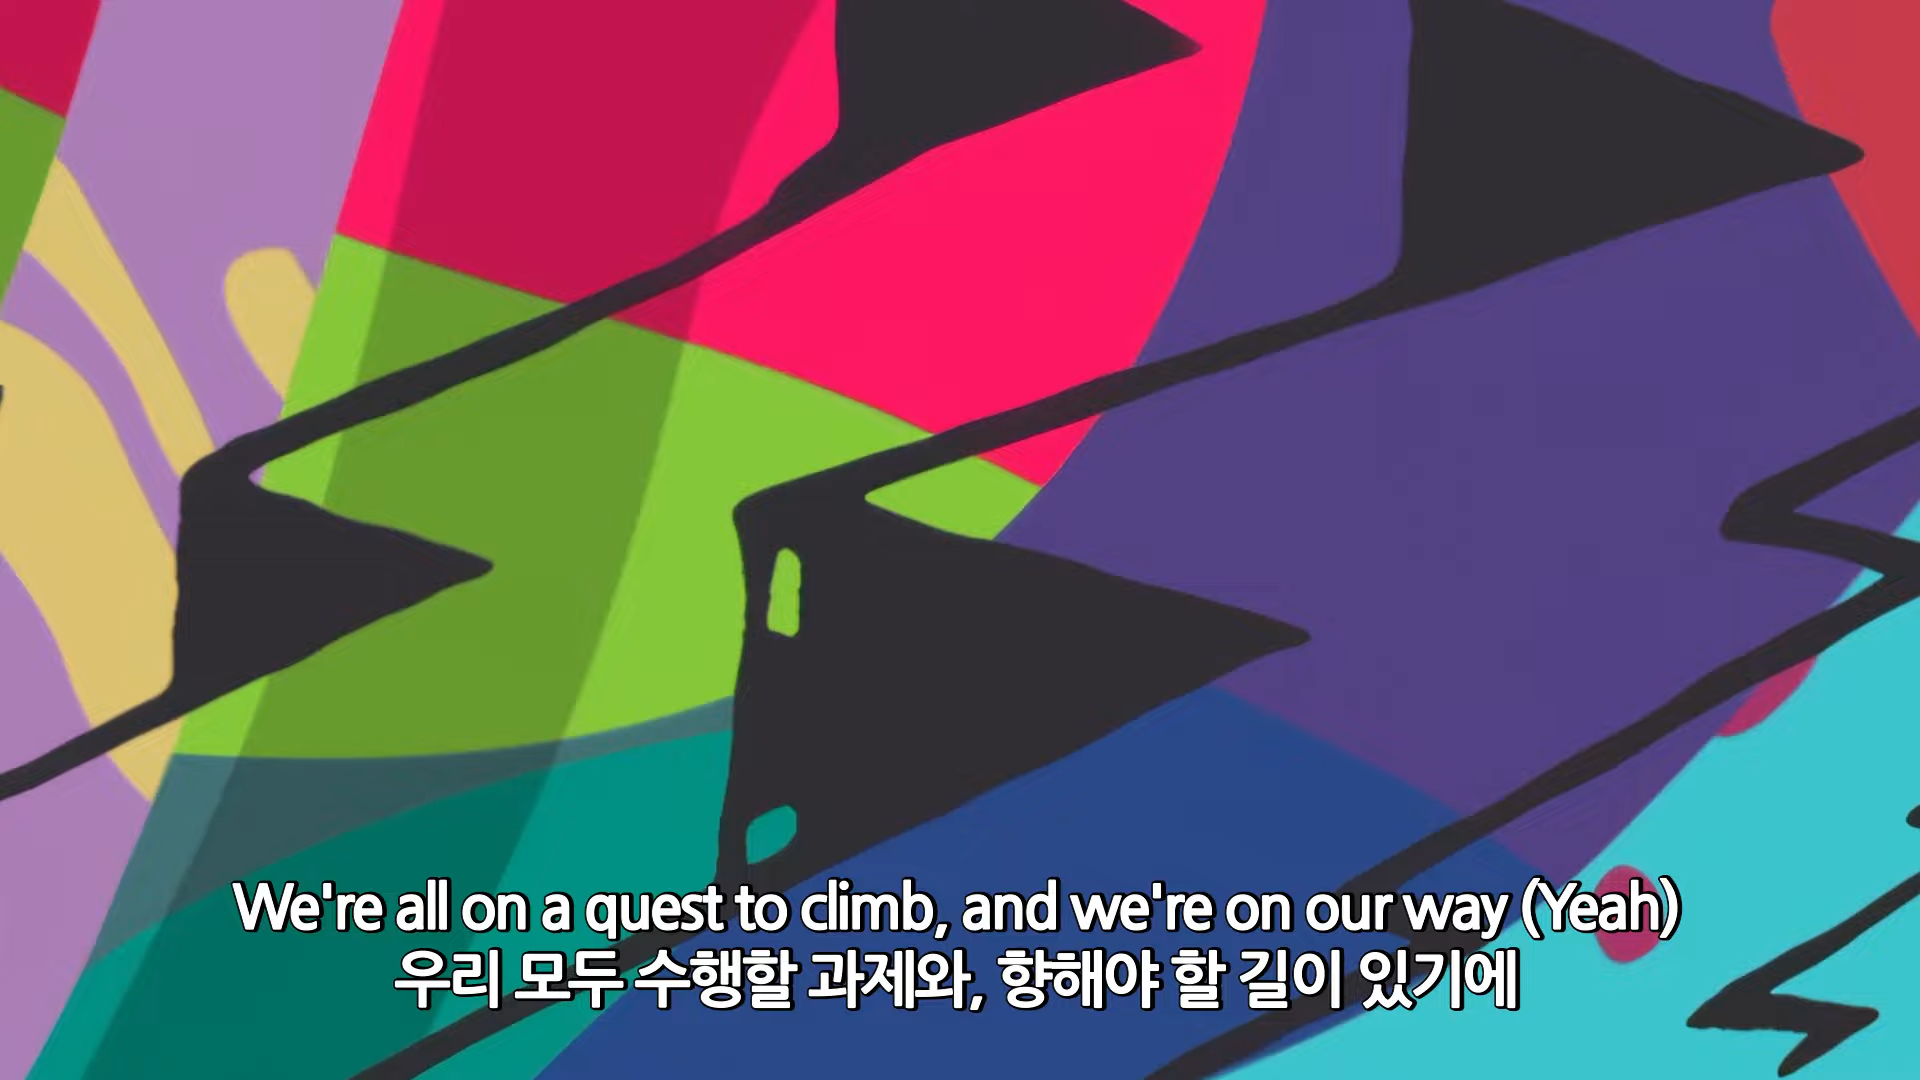 We're all on a quest to climb, and we're on our way (Yeah)
우리 모두 수행할 과제와, 향해야 할 길이 있기에